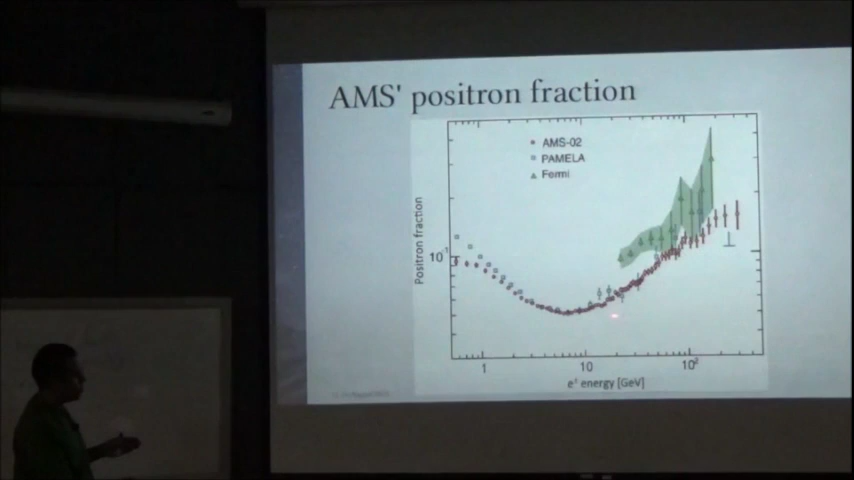 AMS' positron fraction
AMS-02
PAMELA
Fermi
Positron fraction
10⁻¹
1
10
10²
e± energy [GeV]